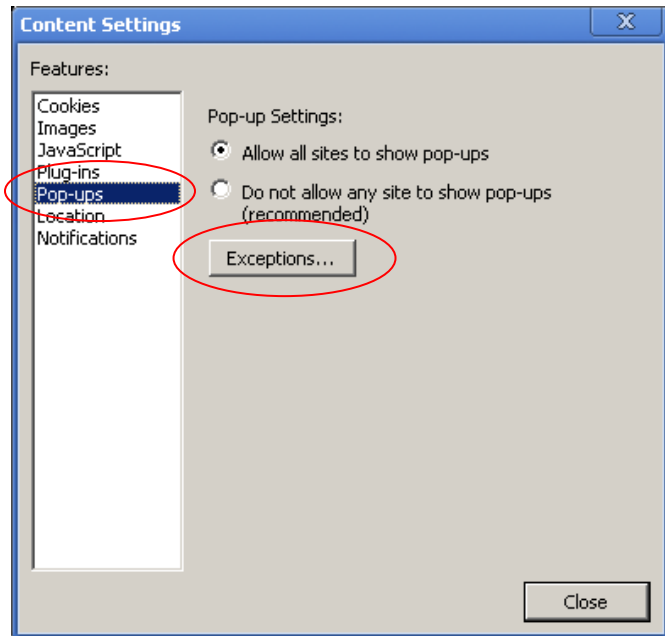 Content Settings
X
Features:
Cookies
Images
JavaScript
Plug-ins
Pop-ups
Location
Notifications
Pop-up Settings:
Allow all sites to show pop-ups
Do not allow any site to show pop-ups
(recommended)
Exceptions...
Close